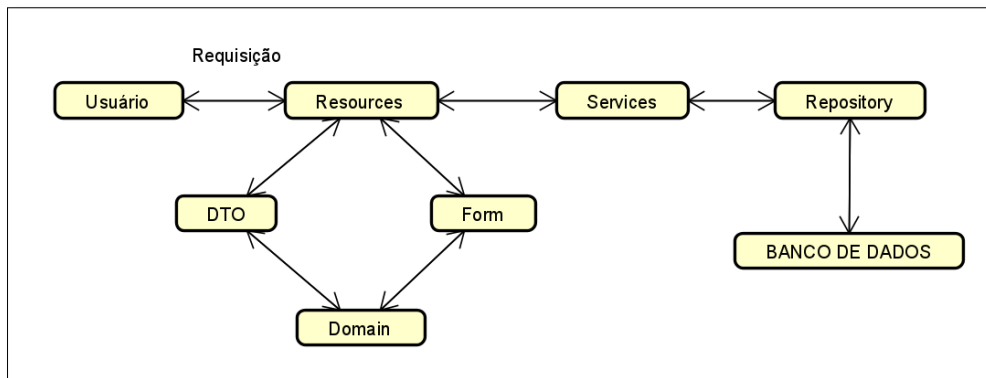 Requisição
Usuário
Resources
Services
Repository
DTO
Form
BANCO DE DADOS
Domain